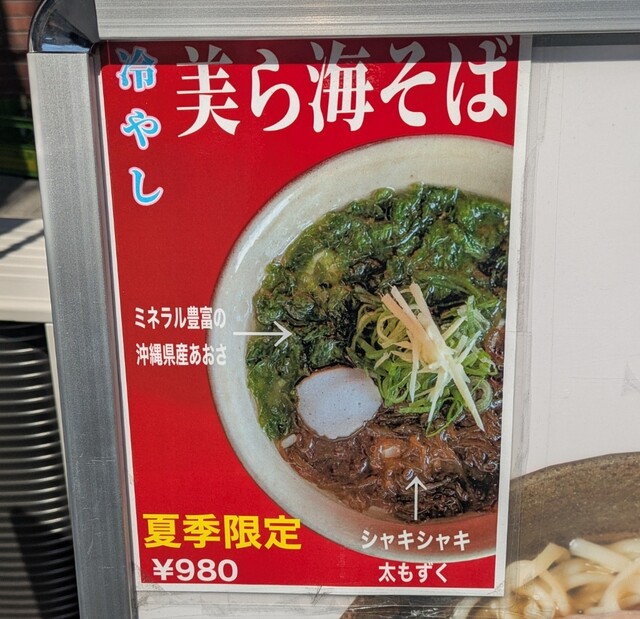 冷やし
美ら海そば
ミネラル豊富の
沖縄県産あおさ
シャキシャキ
太もずく
夏季限定
¥980